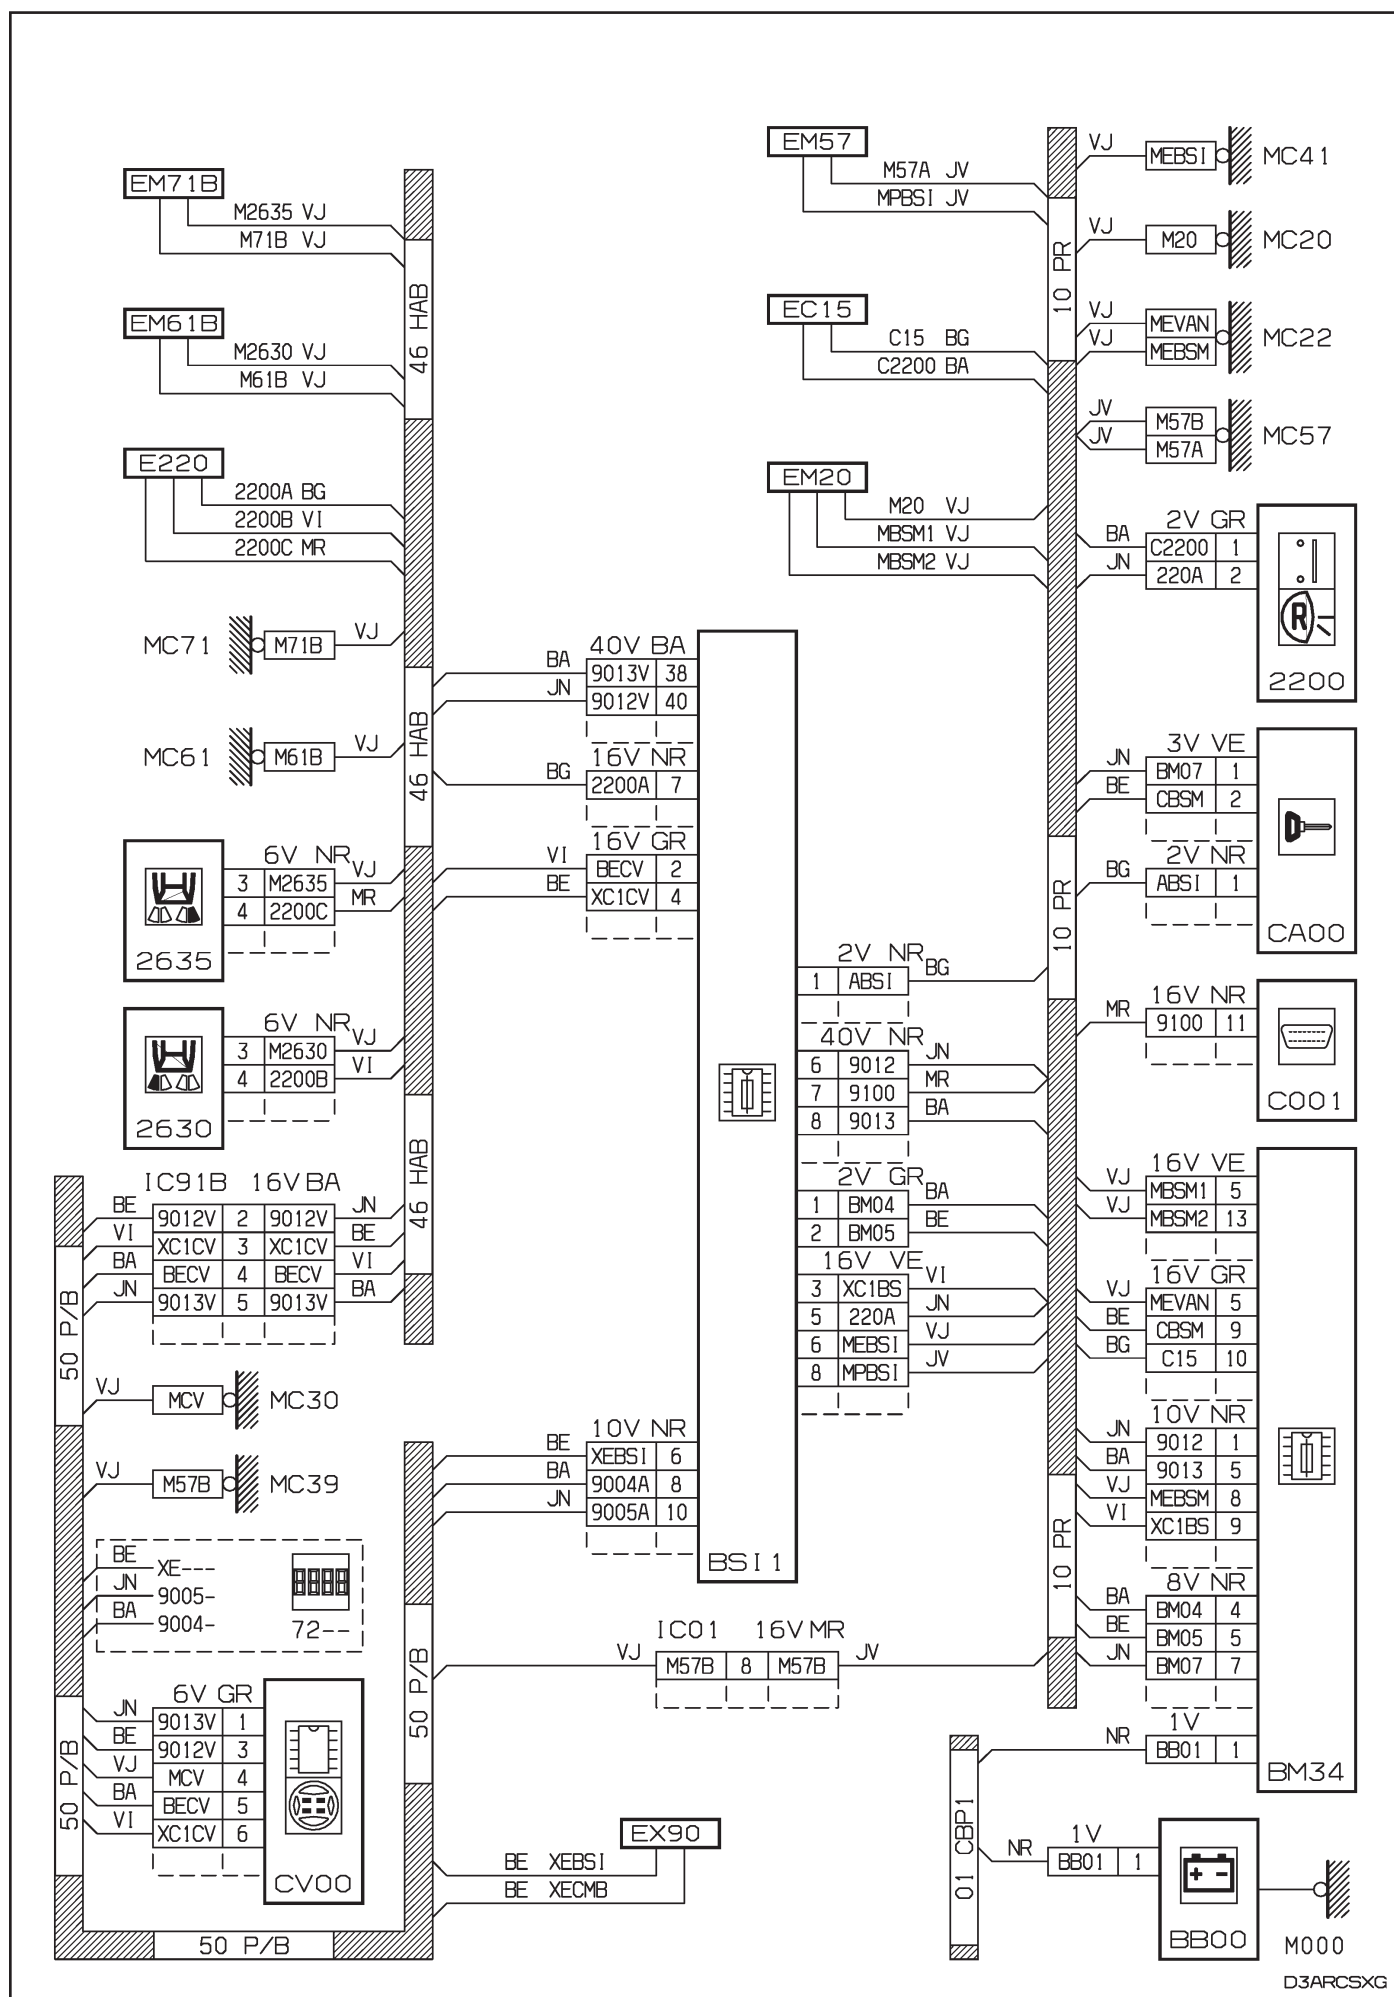 EM71B
M2635 VJ
M71B VJ
EM61B
M2630 VJ
M61B VJ
E220
2200A BG
2200B VI
2200C MR
46 HAB
MC71
M71B
VJ
MC61
M61B
VJ
46 HAB
6V NR
3 M2635 VJ
4 2200C MR
2635
6V NR
3 M2630 VJ
4 2200B VI
2630
46 HAB
IC91B 16V BA
BE 9012V 2 9012V JN
VI XC1CV 3 XC1CV BE
BA BECV 4 BECV VI
JN 9013V 5 9013V BA
50 P/B
VJ MCV MC30
VJ M57B MC39
BE XE---
JN 9005-
BA 9004-
72--
6V GR
JN 9013V 1
BE 9012V 3
VJ MCV 4
BA BECV 5
VI XC1CV 6
CV00
50 P/B
50 P/B
50 P/B
40V BA
BA 9013V 38
JN 9012V 40
16V NR
BG 2200A 7
16V GR
VI BECV 2
BE XC1CV 4
2V NR
1 ABSI BG
40V NR
6 9012 JN
7 9100 MR
8 9013 BA
2V GR
1 BM04 BA
2 BM05 BE
16V VE
3 XC1BS VI
5 220A JN
6 MEBSI VJ
8 MPBSI JV
10V NR
BE XEBSI 6
BA 9004A 8
JN 9005A 10
BSI1
IC01 16V MR
VJ M57B 8 M57B JV
EX90
BE XEBSI
BE XECMB
EM57
M57A JV
MPBSI JV
EC15
C15 BG
C2200 BA
EM20
M20 VJ
MBSM1 VJ
MBSM2 VJ
10 PR
10 PR
10 PR
VJ MEBSI MC41
VJ M20 MC20
VJ MEVAN
VJ MEBSM
MC22
JV M57B
JV M57A
MC57
2V GR
BA C2200 1
JN 220A 2
R
2200
3V VE
JN BM07 1
BE CBSM 2
2V NR
BG ABSI 1
CA00
16V NR
MR 9100 11
C001
16V VE
VJ MBSM1 5
VJ MBSM2 13
16V GR
VJ MEVAN 5
BE CBSM 9
BG C15 10
10V NR
JN 9012 1
BA 9013 5
VJ MEBSM 8
VI XC1BS 9
8V NR
BA BM04 4
BE BM05 5
JN BM07 7
1V
NR BB01 1
BM34
01 CBP1
1V
NR BB01 1
+ -
BB00
M000
D3ARCSXG